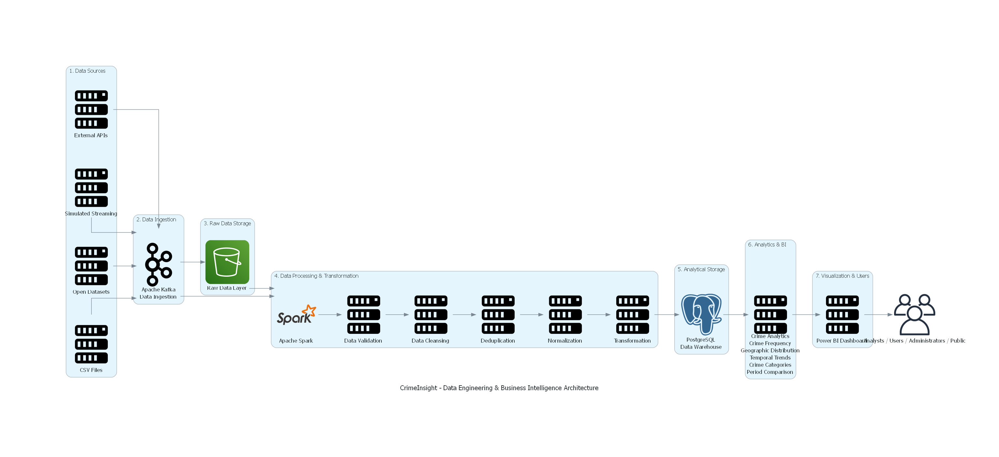 1. Data Sources
External APIs
Simulated Streaming
Open Datasets
CSV Files
2. Data Ingestion
Apache Kafka
Data Ingestion
3. Raw Data Storage
Raw Data Layer
4. Data Processing & Transformation
Spark
Apache Spark
Data Validation
Data Cleansing
Deduplication
Normalization
Transformation
5. Analytical Storage
PostgreSQL
Data Warehouse
6. Analytics & BI
Crime Analytics
Crime Frequency
Geographic Distribution
Temporal Trends
Crime Categories
Period Comparison
7. Visualization & Users
Power BI Dashboard
Analysts / Users / Administrators / Public
CrimeInsight - Data Engineering & Business Intelligence Architecture